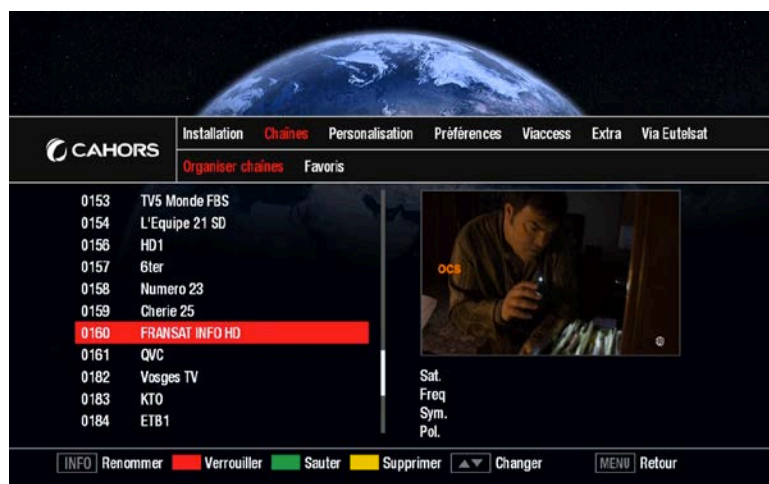 CAHORS
Installation Chaînes Personalisation Préférences Viaccess Extra Via Eutelsat
Organiser chaînes Favoris
0153 TV5 Monde FBS
0154 L'Equipe 21 SD
0156 HD1
0157 6ter
0158 Numero 23
0159 Cherie 25
0160 FRANSAT INFO HD
0161 QVC
0182 Vosges TV
0183 KTO
0184 ETB1
ocs
Sat.
Freq
Sym.
Pol.
INFO Renommer Verrouiller Sauter Supprimer Changer MENU Retour